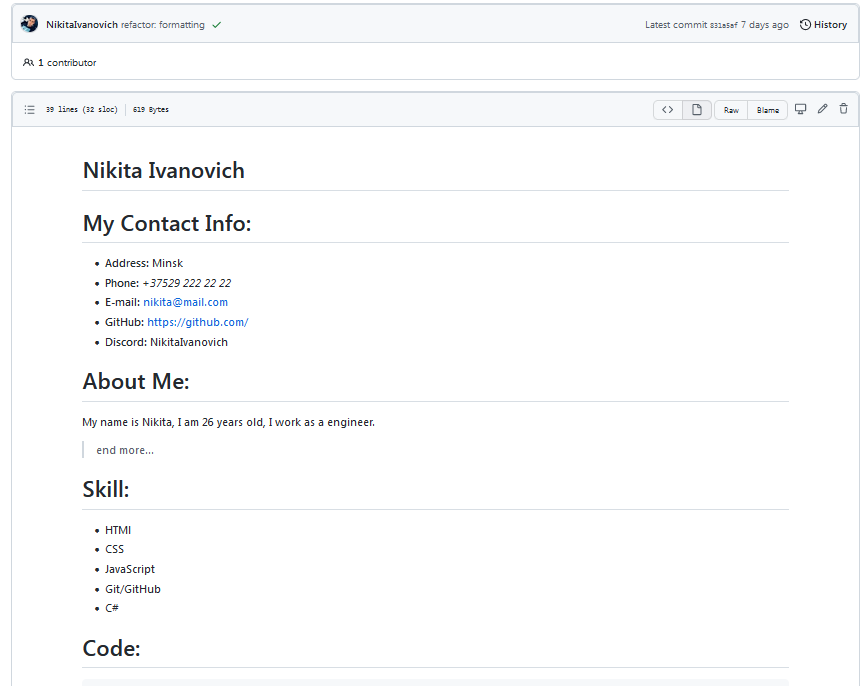 NikitaIvanovich refactor: formatting Latest commit 831a5af 7 days ago History
1 contributor
39 lines (32 sloc) 619 Bytes Raw Blame
Nikita Ivanovich
My Contact Info:
Address: Minsk
Phone: +37529 222 22 22
E-mail: nikita@mail.com
GitHub: https://github.com/
Discord: NikitaIvanovich
About Me:
My name is Nikita, I am 26 years old, I work as a engineer.
end more...
Skill:
HTMl
CSS
JavaScript
Git/GitHub
C#
Code: